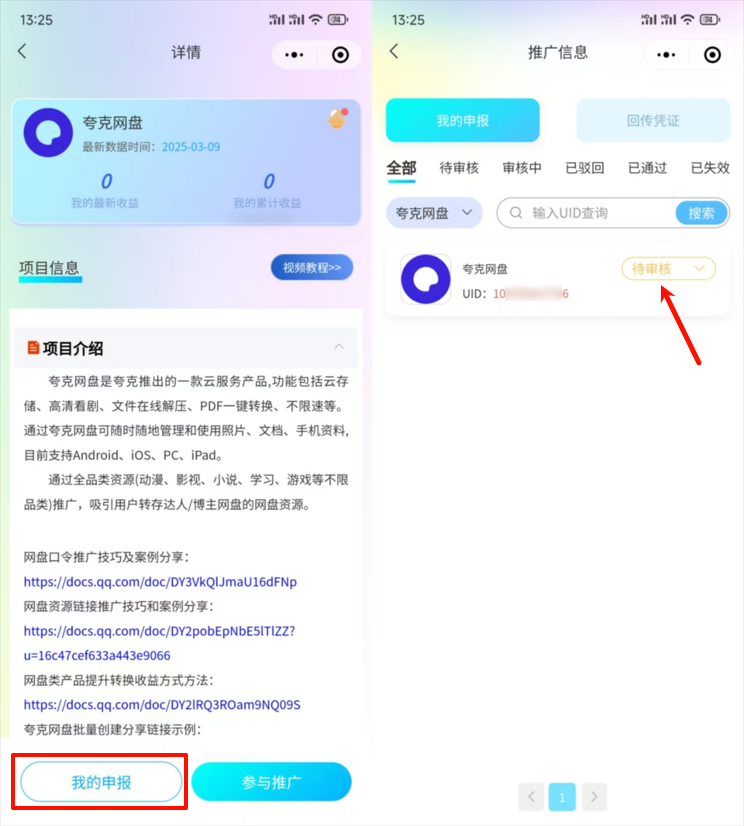 13:25
74
详情
夸克网盘
最新数据时间：2025-03-09
0
0
我的最新收益
我的累计收益
项目信息
视频教程>>
项目介绍
夸克网盘是夸克推出的一款云服务产品,功能包括云存
储、高清看剧、文件在线解压、PDF一键转换、不限速等。
通过夸克网盘可随时随地管理和使用照片、文档、手机资料,
目前支持Android、iOS、PC、iPad。
通过全品类资源(动漫、影视、小说、学习、游戏等不限
品类)推广，吸引用户转存达人/博主网盘的网盘资源。
网盘口令推广技巧及案例分享：
https://docs.qq.com/doc/DY3VkQlJmaU16dFNp
网盘资源链接推广技巧和案例分享：
https://docs.qq.com/doc/DY2pobEpNbE5lTlZZ?
u=16c47cef633a443e9066
网盘类产品提升转换收益方式方法：
https://docs.qq.com/doc/DY2lRQ3ROam9NQ09S
夸克网盘批量创建分享链接示例：
我的申报
参与推广
13:25
74
推广信息
我的申报
回传凭证
全部
待审核
审核中
已驳回
已通过
已失效
夸克网盘
输入UID查询
搜索
夸克网盘
待审核
UID：10
6
1